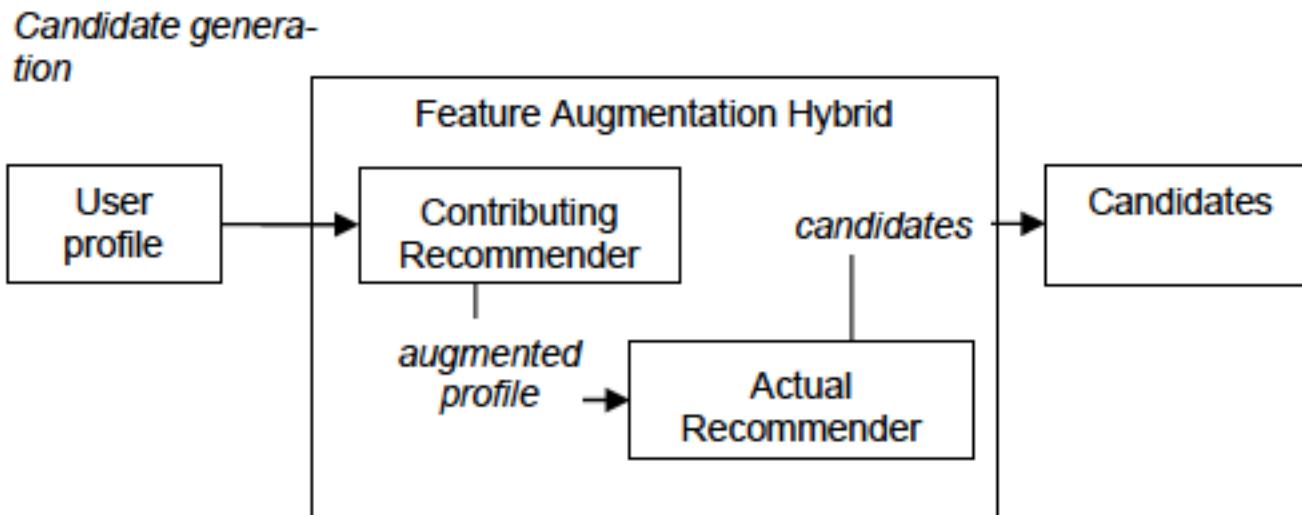 Candidate genera-
tion
Feature Augmentation Hybrid
User
profile
Contributing
Recommender
candidates
Candidates
augmented
profile
Actual
Recommender